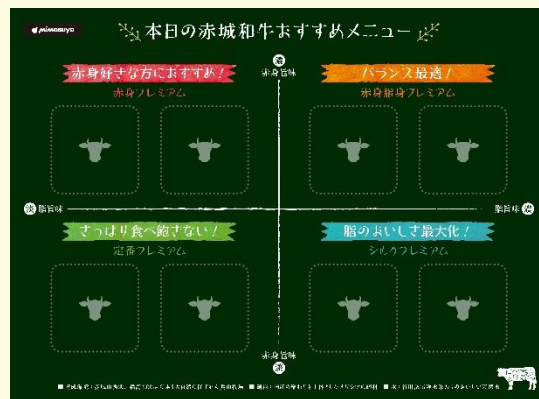 mimasuya
本日の赤城和牛おすすめメニュー
濃
赤身旨味
赤身好きな方におすすめ!
赤身プレミアム
バランス最適!
赤身脂身プレミアム
淡 脂旨味
脂旨味 濃
さっぱり食べ飽きない!
定番プレミアム
脂のおいしさ最大化!
シルクプレミアム
赤身旨味
淡